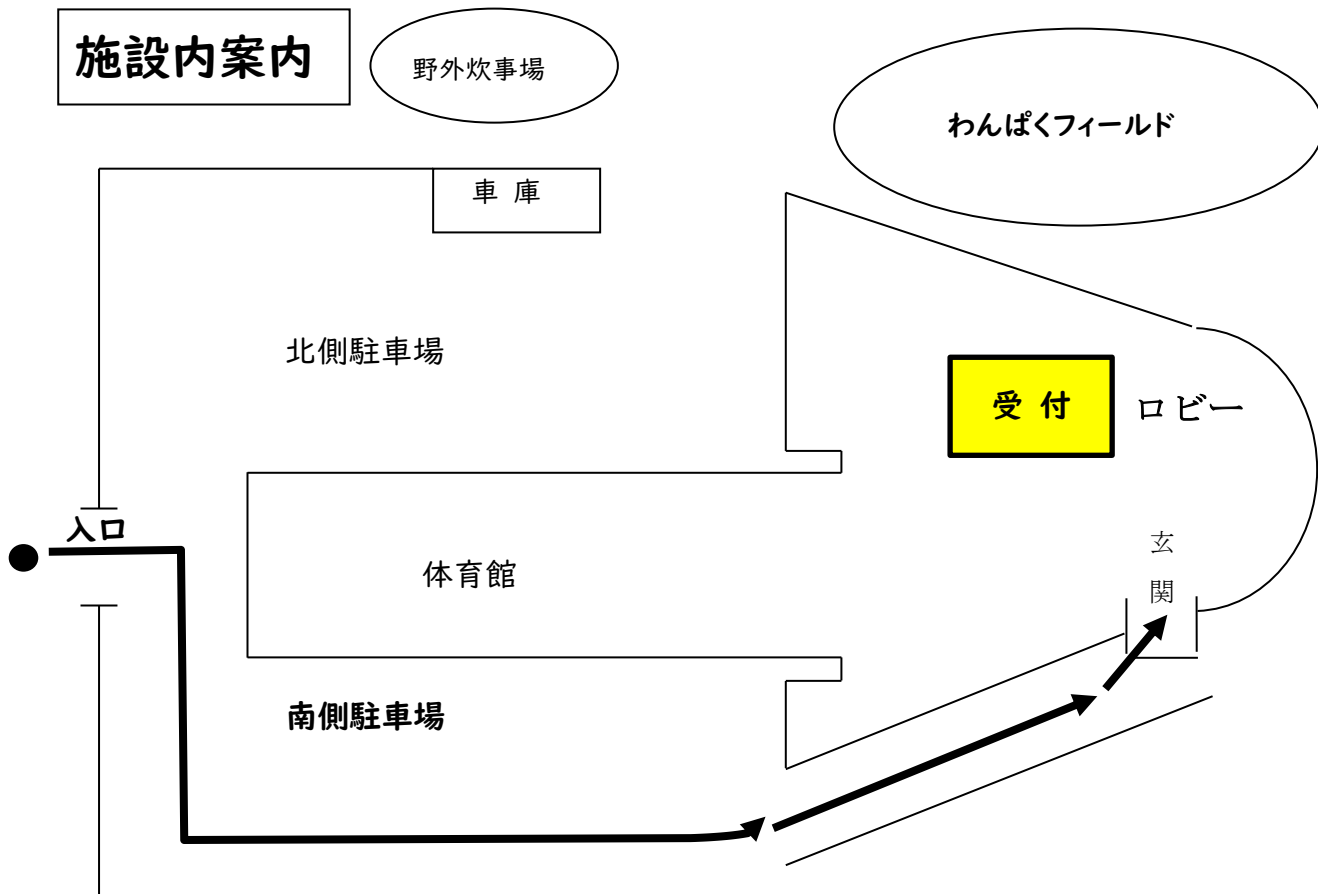 施設内案内
野外炊事場
わんぱくフィールド
車 庫
北側駐車場
受 付
ロビー
入口
体育館
玄
関
南側駐車場